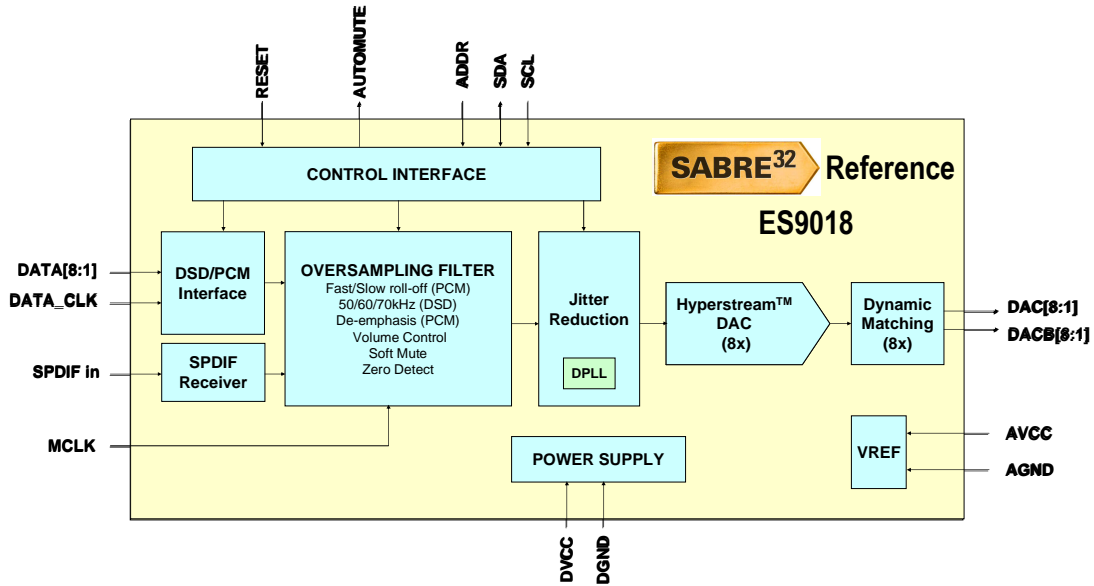 RESET
AUTOMUTE
ADDR
SDA
SCL
CONTROL INTERFACE
SABRE32 Reference
ES9018
DATA[8:1]
DATA_CLK
SPDIF in
MCLK
DSD/PCM
Interface
SPDIF
Receiver
OVERSAMPLING FILTER
Fast/Slow roll-off (PCM)
50/60/70kHz (DSD)
De-emphasis (PCM)
Volume Control
Soft Mute
Zero Detect
Jitter
Reduction
DPLL
Hyperstream™
DAC
(8x)
Dynamic
Matching
(8x)
DAC[8:1]
DACB[8:1]
VREF
AVCC
AGND
POWER SUPPLY
DVCC
DGND